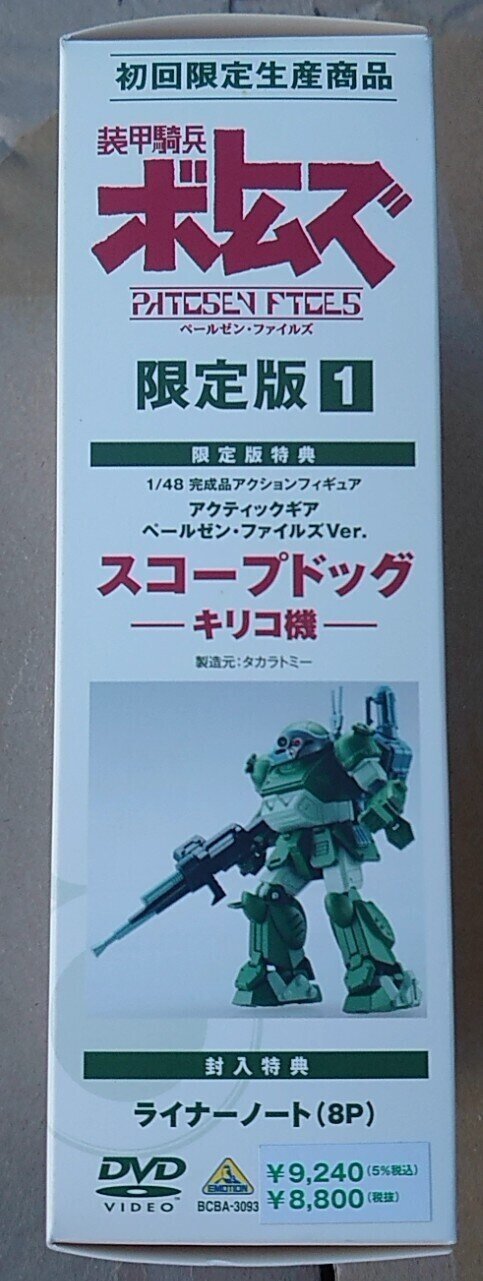 初回限定生産商品
装甲騎兵
ボトムズ
PAILSEN FILES
ペールゼン・ファイルズ
限定版 1
限定版特典
1/48 完成品アクションフィギュア
アクティックギア
ペールゼン・ファイルズVer.
スコープドッグ
―キリコ機―
製造元:タカラトミー
封入特典
ライナーノート(8P)
DVD
VIDEO
EMOTION
BCBA-3093
¥9,240(5%税込)
¥8,800(税抜)